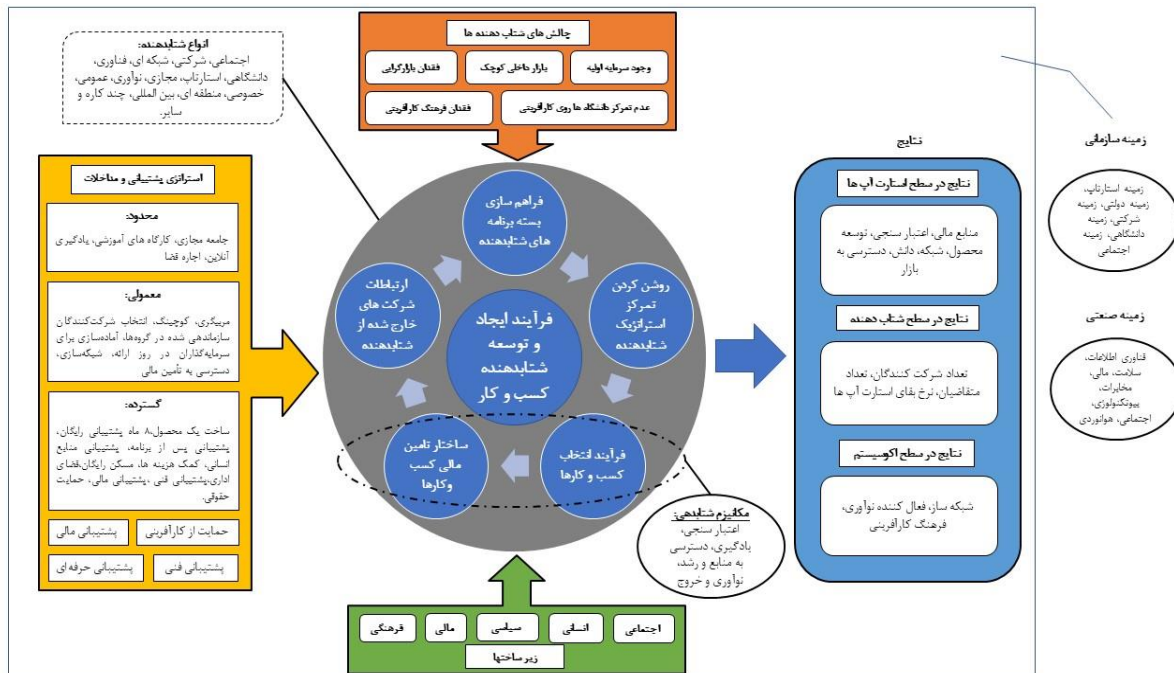 انواع شتابدهنده:
اجتماعی، شرکتی، شبکه ای، فناوری،
دانشگاهی، استارتاپ، مجازی، نوآوری، عمومی،
خصوصی، منطقه ای، بین المللی، چند کاره و
سایر.
چالش های شتاب دهنده ها
وجود سرمایه اولیه
بازار داخلی کوچک
فقدان بازارگرایی
عدم تمرکز دانشگاه ها روی کارآفرینی
فقدان فرهنگ کارآفرینی
زمینه سازمانی
زمینه استارتاپ،
زمینه دولتی، زمینه
شرکتی، زمینه
دانشگاهی، زمینه
اجتماعی
زمینه صنعتی
فناوری اطلاعات،
سلامت، مالی،
مخابرات،
بیوتکنولوژی،
اجتماعی، هوانوردی
نتایج
نتایج در سطح استارت آپ ها
منابع مالی، اعتبار سنجی، توسعه
محصول، شبکه، دانش، دسترسی به
بازار
نتایج در سطح شتاب دهنده
تعداد شرکت کنندگان، تعداد
متقاضیان، نرخ بقای استارت آپ ها
نتایج در سطح اکوسیستم
شبکه ساز، فعال کننده نوآوری،
فرهنگ کارآفرینی
فراهم سازی
بسته برنامه
های شتابدهنده
روشن کردن
تمرکز
استراتژیک
شتابدهنده
فرآیند انتخاب
کسب و کارها
ساختار تامین
مالی کسب
وکارها
ارتباطات
شرکت های
خارج شده از
شتابدهنده
فرآیند ایجاد
و توسعه
شتابدهنده
کسب و کار
مکانیزم شتابدهی:
اعتبار سنجی،
یادگیری، دسترسی
به منابع و رشد،
نوآوری و خروج
استراتژی پشتیبانی و مداخلات
محدود:
جامعه مجازی، کارگاه های آموزشی، یادگیری
آنلاین، اجاره فضا
معمولی:
مربیگری، کوچینگ، انتخاب شرکت‌کنندگان
سازماندهی شده در گروه‌ها، آماده‌سازی برای
سرمایه‌گذاران در روز ارائه، شبکه‌سازی،
دسترسی به تأمین مالی
گسترده:
ساخت یک محصول،۸ ماه پشتیبانی رایگان،
پشتیبانی پس از برنامه، پشتیبانی منابع
انسانی، کمک هزینه ها، مسکن رایگان،فضای
اداری،پشتیبانی فنی ،پشتیبانی مالی، حمایت
حقوقی.
حمایت از کارآفرینی
پشتیبانی مالی
پشتیبانی فنی
پشتیبانی حرفه ای
اجتماعی
انسانی
سیاسی
مالی
فرهنگی
زیر ساختها